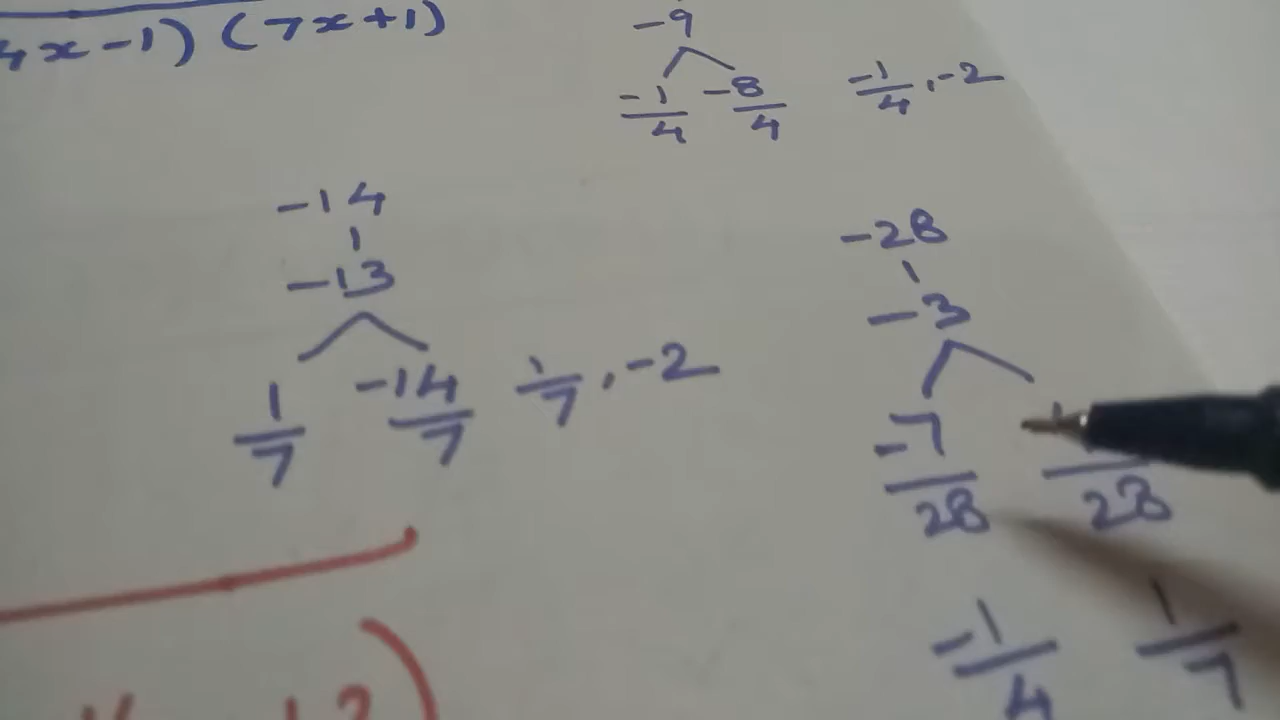 4x-1) (7x+1)
-9
-1/4 -8/4 -1/4, -2
-14
-13
1/7 -14/7 1/7, -2
-28
-3
-7/28 /28
-1/4 1/7